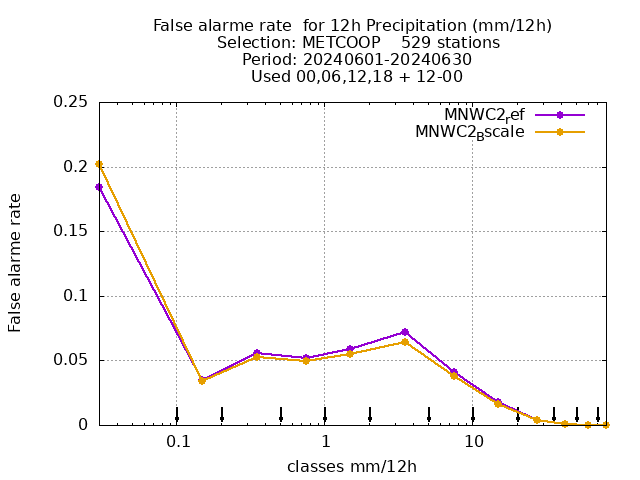 False alarme rate  for 12h Precipitation (mm/12h)
Selection: METCOOP    529 stations
Period: 20240601-20240630
Used 00,06,12,18 + 12-00
0.25
MNWC2ref
MNWC2Bscale
0.2
0.15
0.1
0.05
0
False alarme rate
0.1 1 10
classes mm/12h